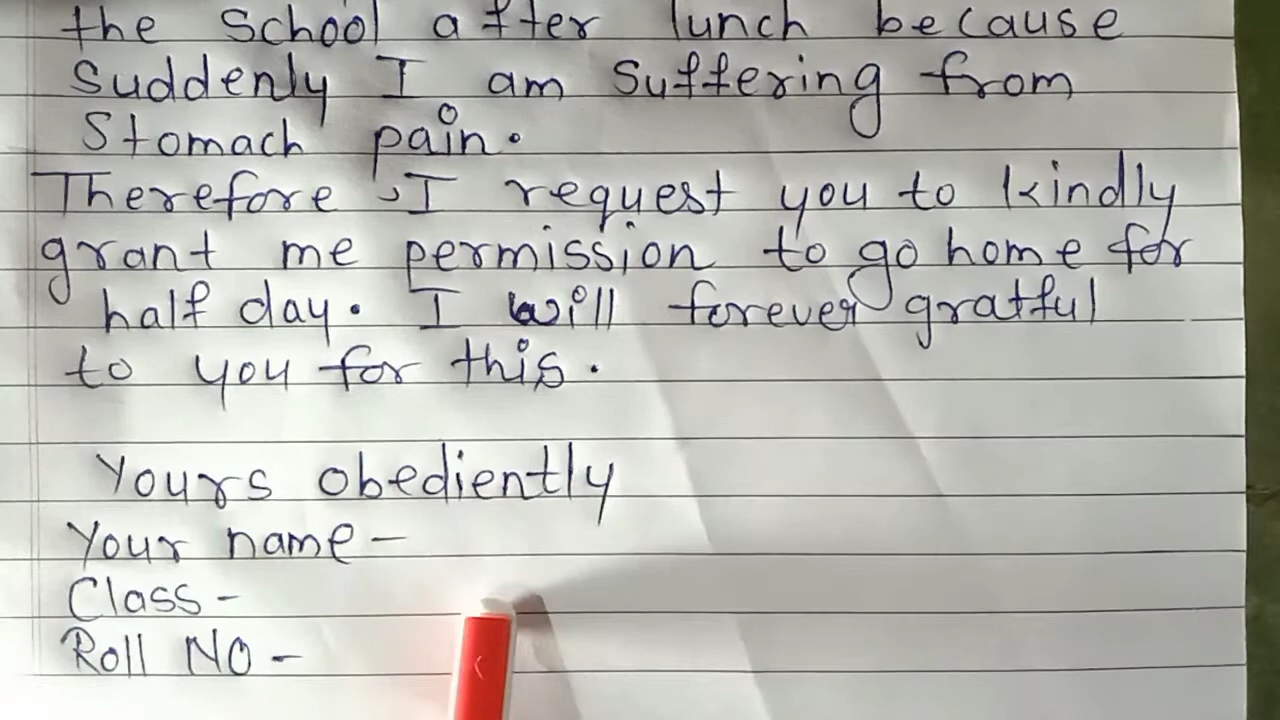 the School after lunch because
Suddenly I am Suffering from
Stomach pain.
Therefore, I request you to kindly
grant me permission to go home for
half day. I will forever gratful
to you for this.
Yours obediently
Your name -
Class -
Roll NO -